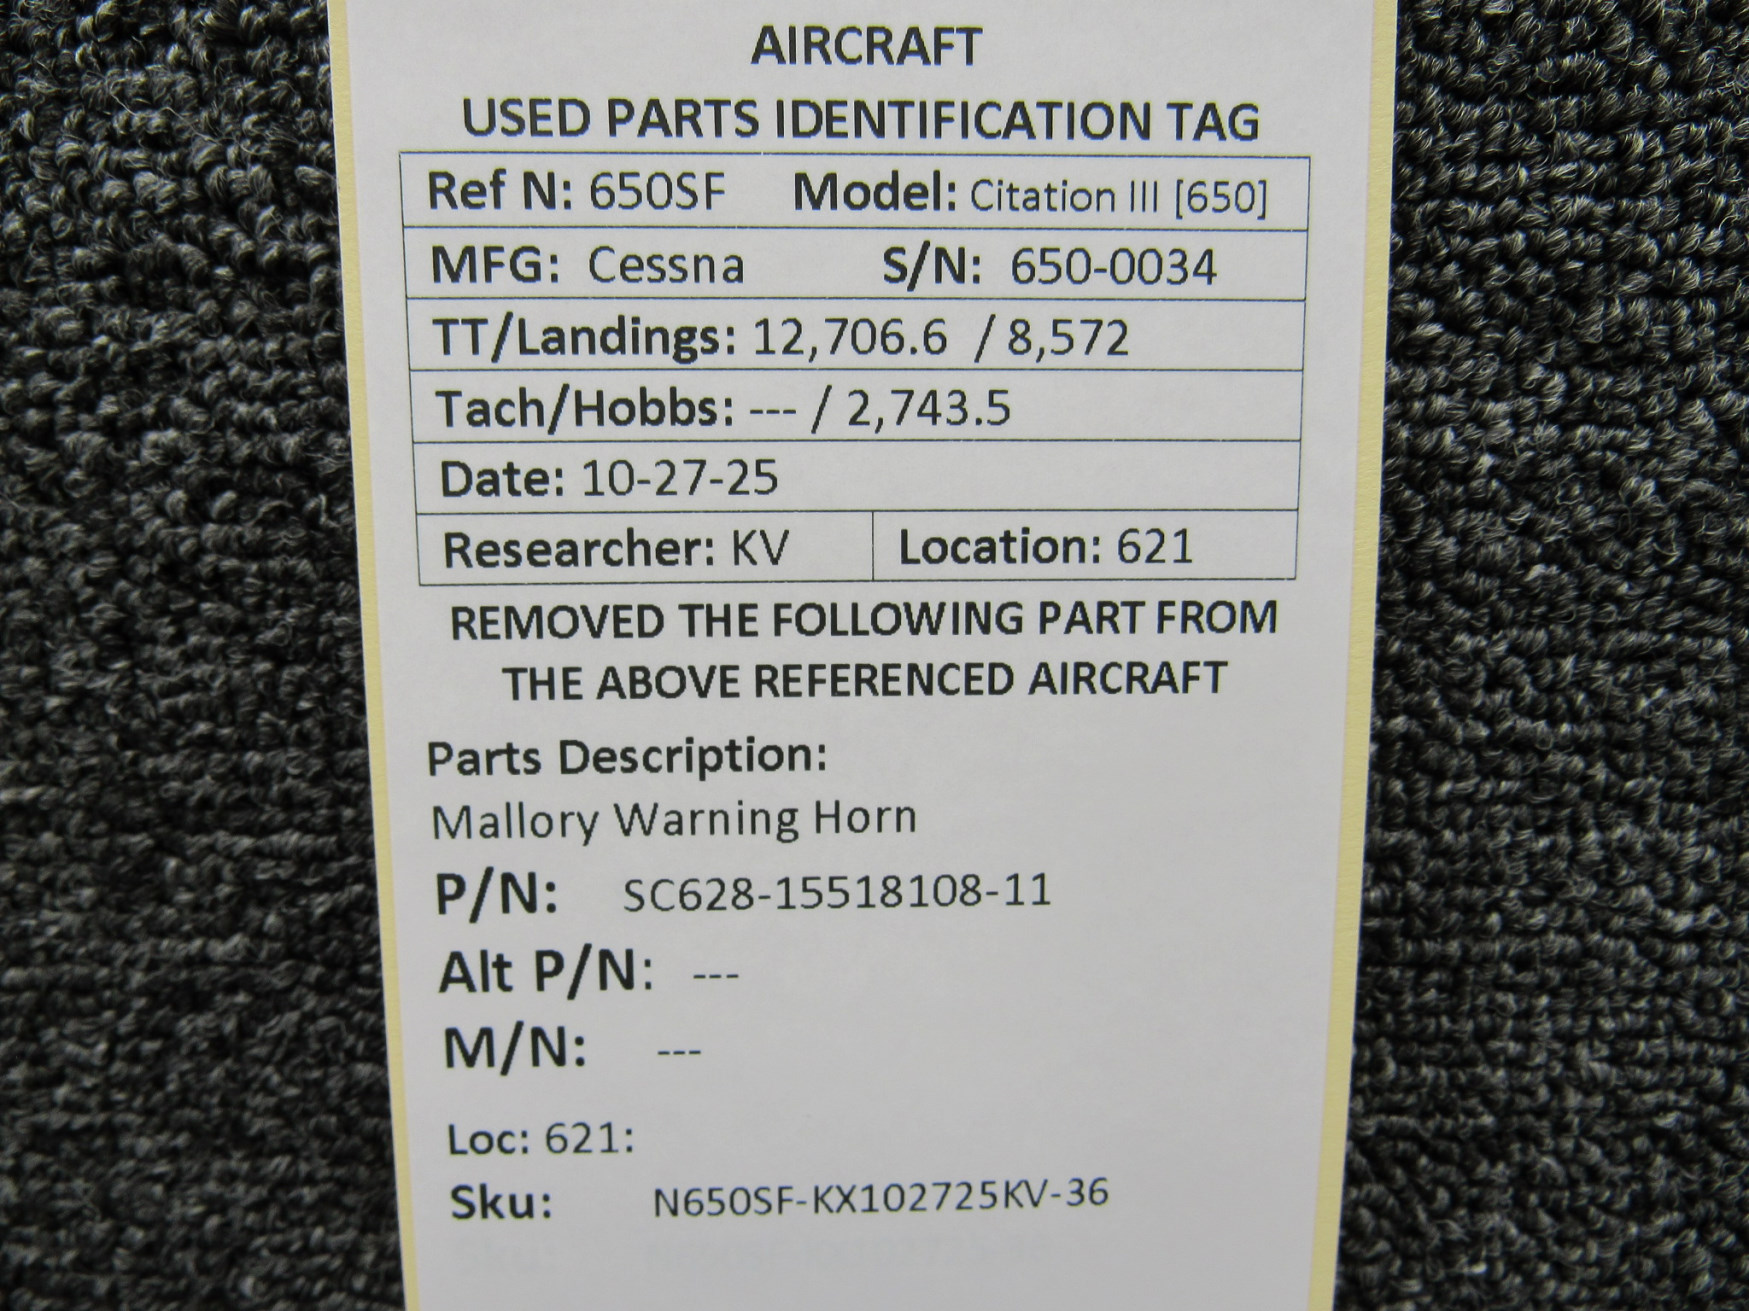 AIRCRAFT
USED PARTS IDENTIFICATION TAG
Ref N: 650SF Model: Citation III [650]
MFG: Cessna S/N: 650-0034
TT/Landings: 12,706.6 / 8,572
Tach/Hobbs: --- / 2,743.5
Date: 10-27-25
Researcher: KV Location: 621
REMOVED THE FOLLOWING PART FROM
THE ABOVE REFERENCED AIRCRAFT
Parts Description:
Mallory Warning Horn
P/N: SC628-15518108-11
Alt P/N: ---
M/N: ---
Loc: 621:
Sku: N650SF-KX102725KV-36